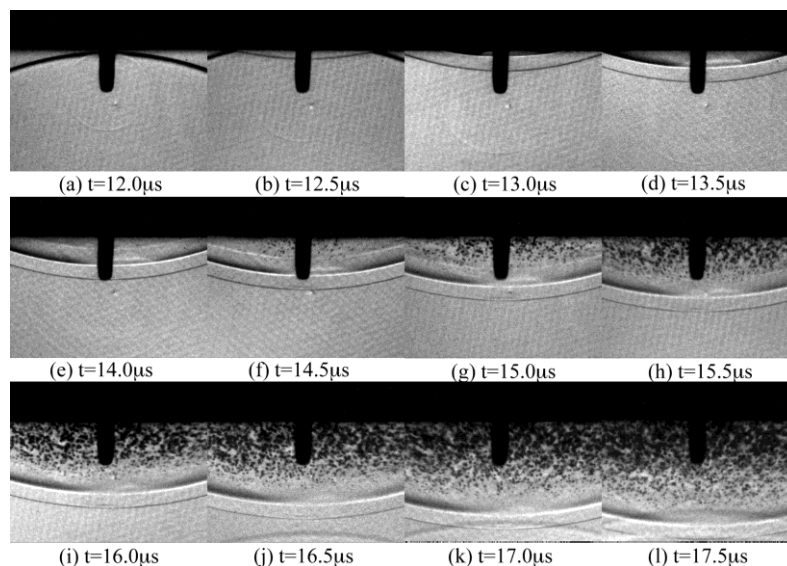 (a) t=12.0μs (b) t=12.5μs (c) t=13.0μs (d) t=13.5μs
(e) t=14.0μs (f) t=14.5μs (g) t=15.0μs (h) t=15.5μs
(i) t=16.0μs (j) t=16.5μs (k) t=17.0μs (l) t=17.5μs